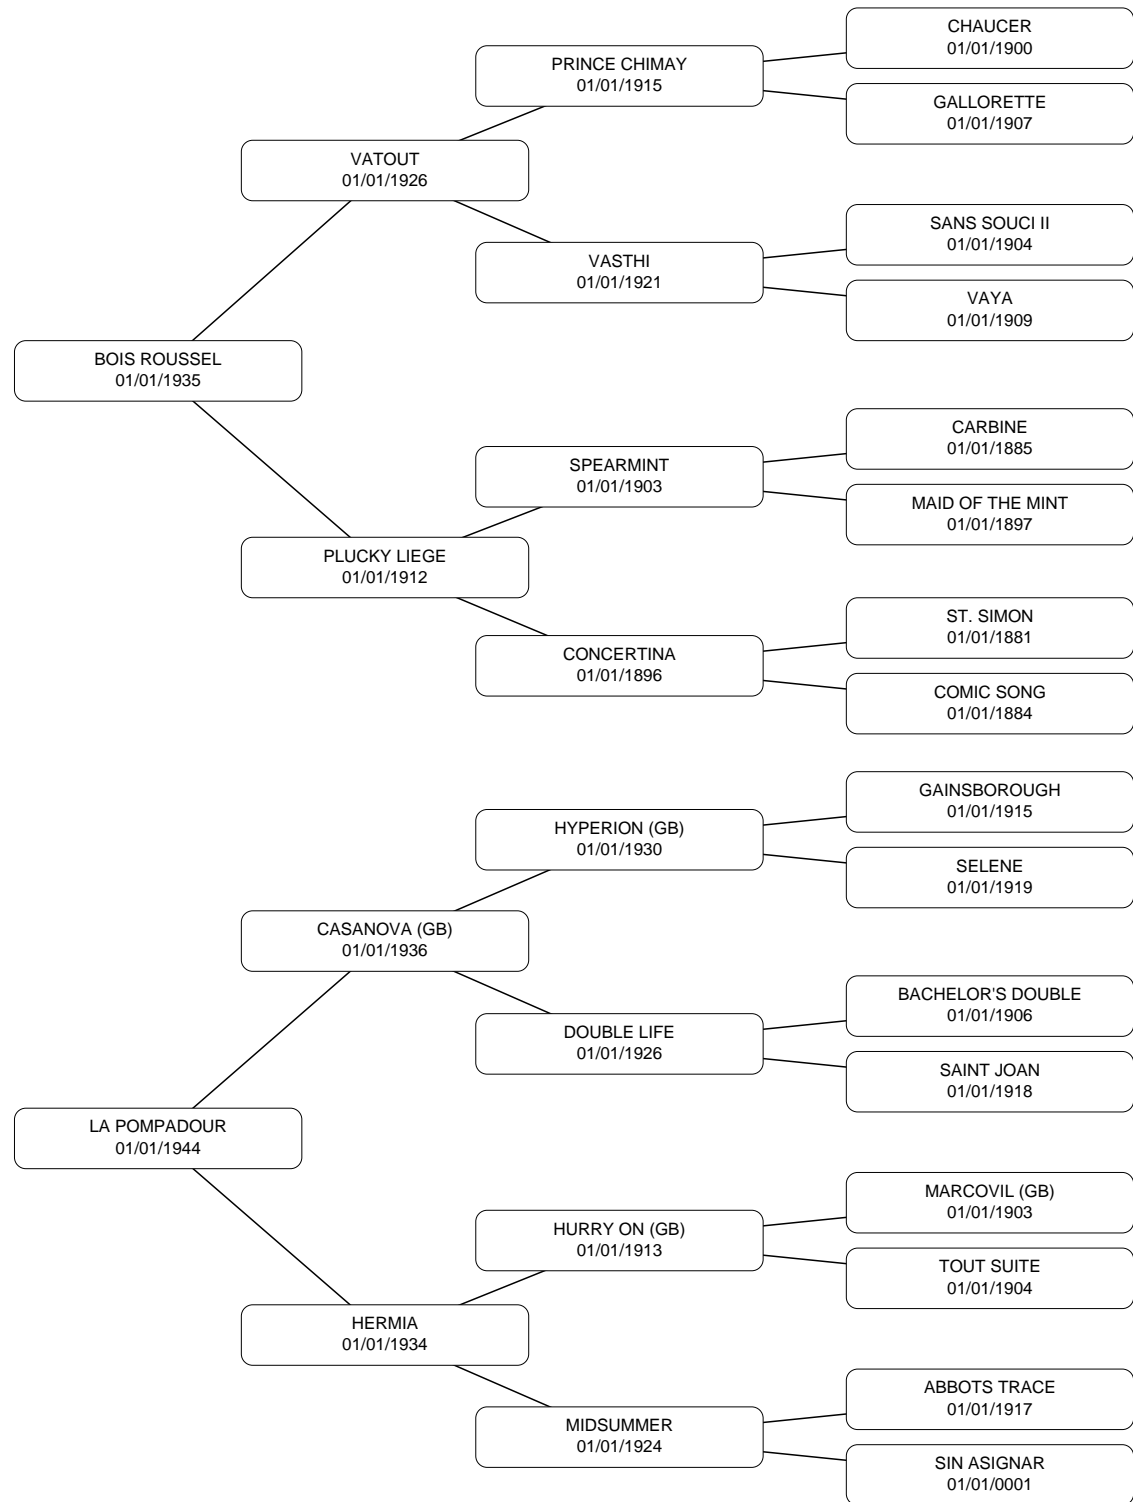 CHAUCER
01/01/1900
PRINCE CHIMAY
01/01/1915
GALLORETTE
01/01/1907
VATOUT
01/01/1926
SANS SOUCI II
01/01/1904
VASTHI
01/01/1921
VAYA
01/01/1909
BOIS ROUSSEL
01/01/1935
CARBINE
01/01/1885
SPEARMINT
01/01/1903
MAID OF THE MINT
01/01/1897
PLUCKY LIEGE
01/01/1912
ST. SIMON
01/01/1881
CONCERTINA
01/01/1896
COMIC SONG
01/01/1884
GAINSBOROUGH
01/01/1915
HYPERION (GB)
01/01/1930
SELENE
01/01/1919
CASANOVA (GB)
01/01/1936
BACHELOR'S DOUBLE
01/01/1906
DOUBLE LIFE
01/01/1926
SAINT JOAN
01/01/1918
LA POMPADOUR
01/01/1944
MARCOVIL (GB)
01/01/1903
HURRY ON (GB)
01/01/1913
TOUT SUITE
01/01/1904
HERMIA
01/01/1934
ABBOTS TRACE
01/01/1917
MIDSUMMER
01/01/1924
SIN ASIGNAR
01/01/0001